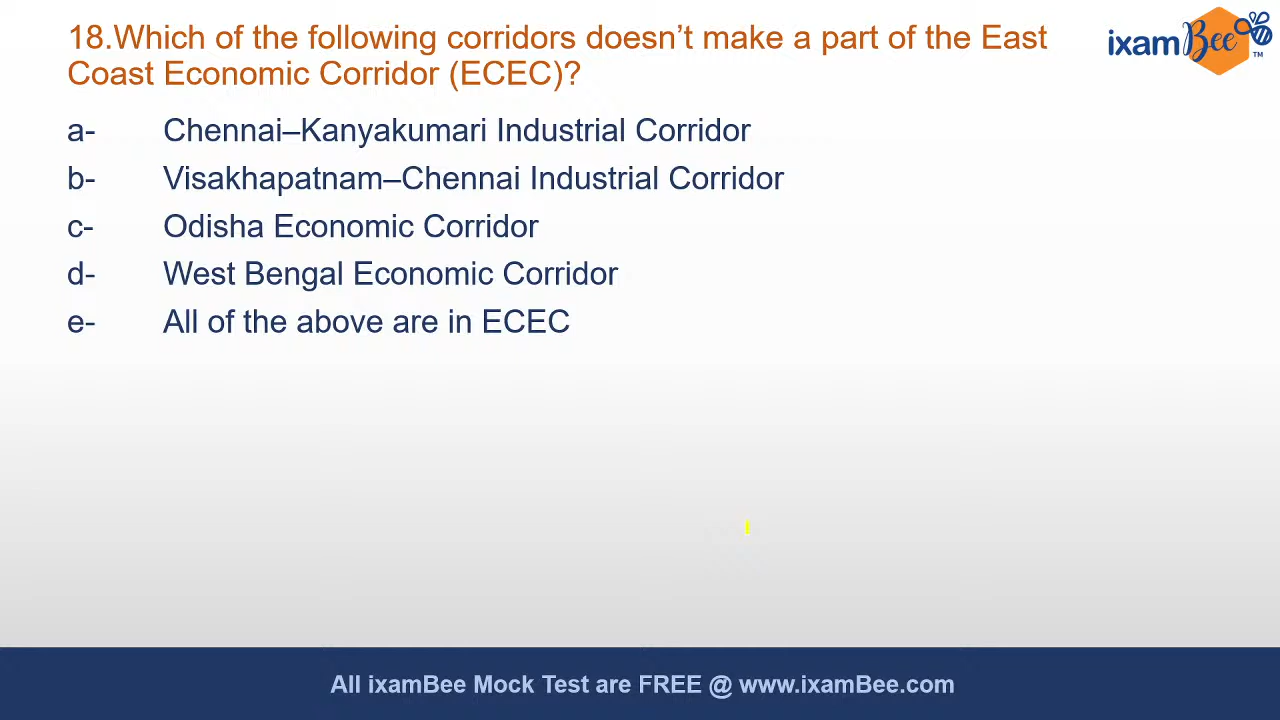 18.Which of the following corridors doesn’t make a part of the East
Coast Economic Corridor (ECEC)?
ixamBee TM
a- Chennai–Kanyakumari Industrial Corridor
b- Visakhapatnam–Chennai Industrial Corridor
c- Odisha Economic Corridor
d- West Bengal Economic Corridor
e- All of the above are in ECEC
All ixamBee Mock Test are FREE @ www.ixamBee.com